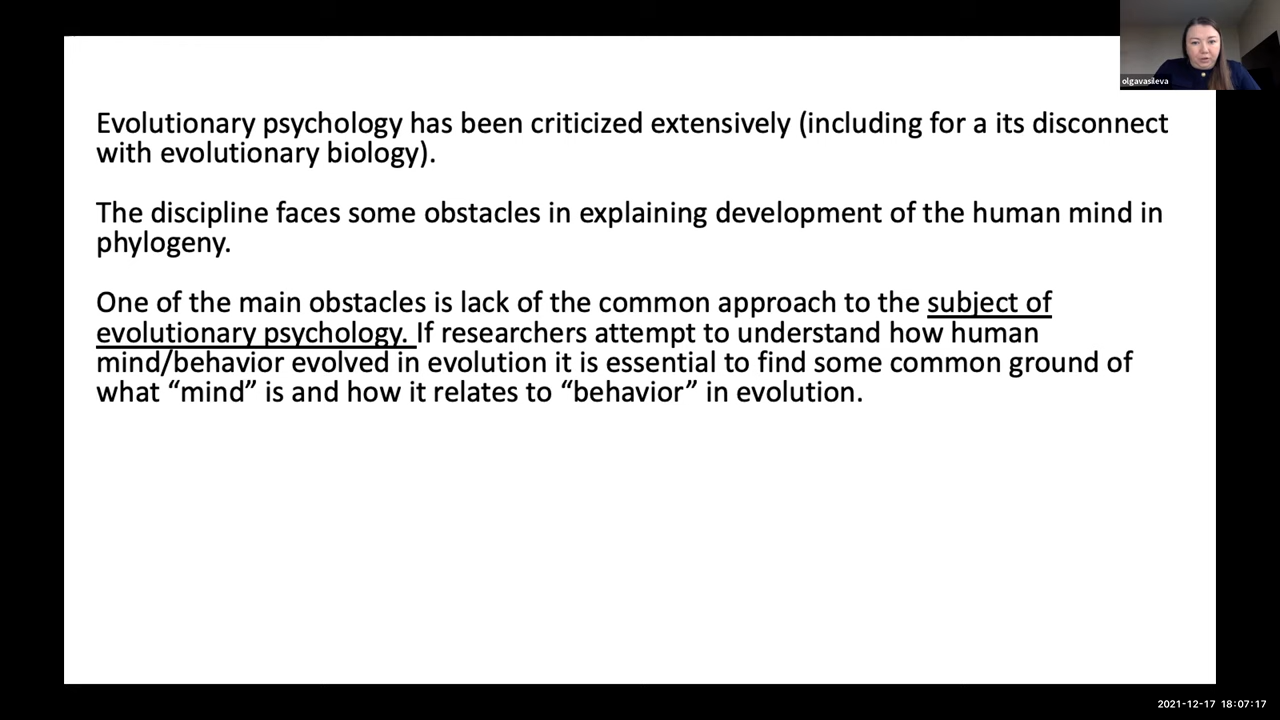 olgavasileva
Evolutionary psychology has been criticized extensively (including for a its disconnect
with evolutionary biology).
The discipline faces some obstacles in explaining development of the human mind in
phylogeny.
One of the main obstacles is lack of the common approach to the subject of
evolutionary psychology. If researchers attempt to understand how human
mind/behavior evolved in evolution it is essential to find some common ground of
what “mind” is and how it relates to “behavior” in evolution.
2021-12-17 18:07:17